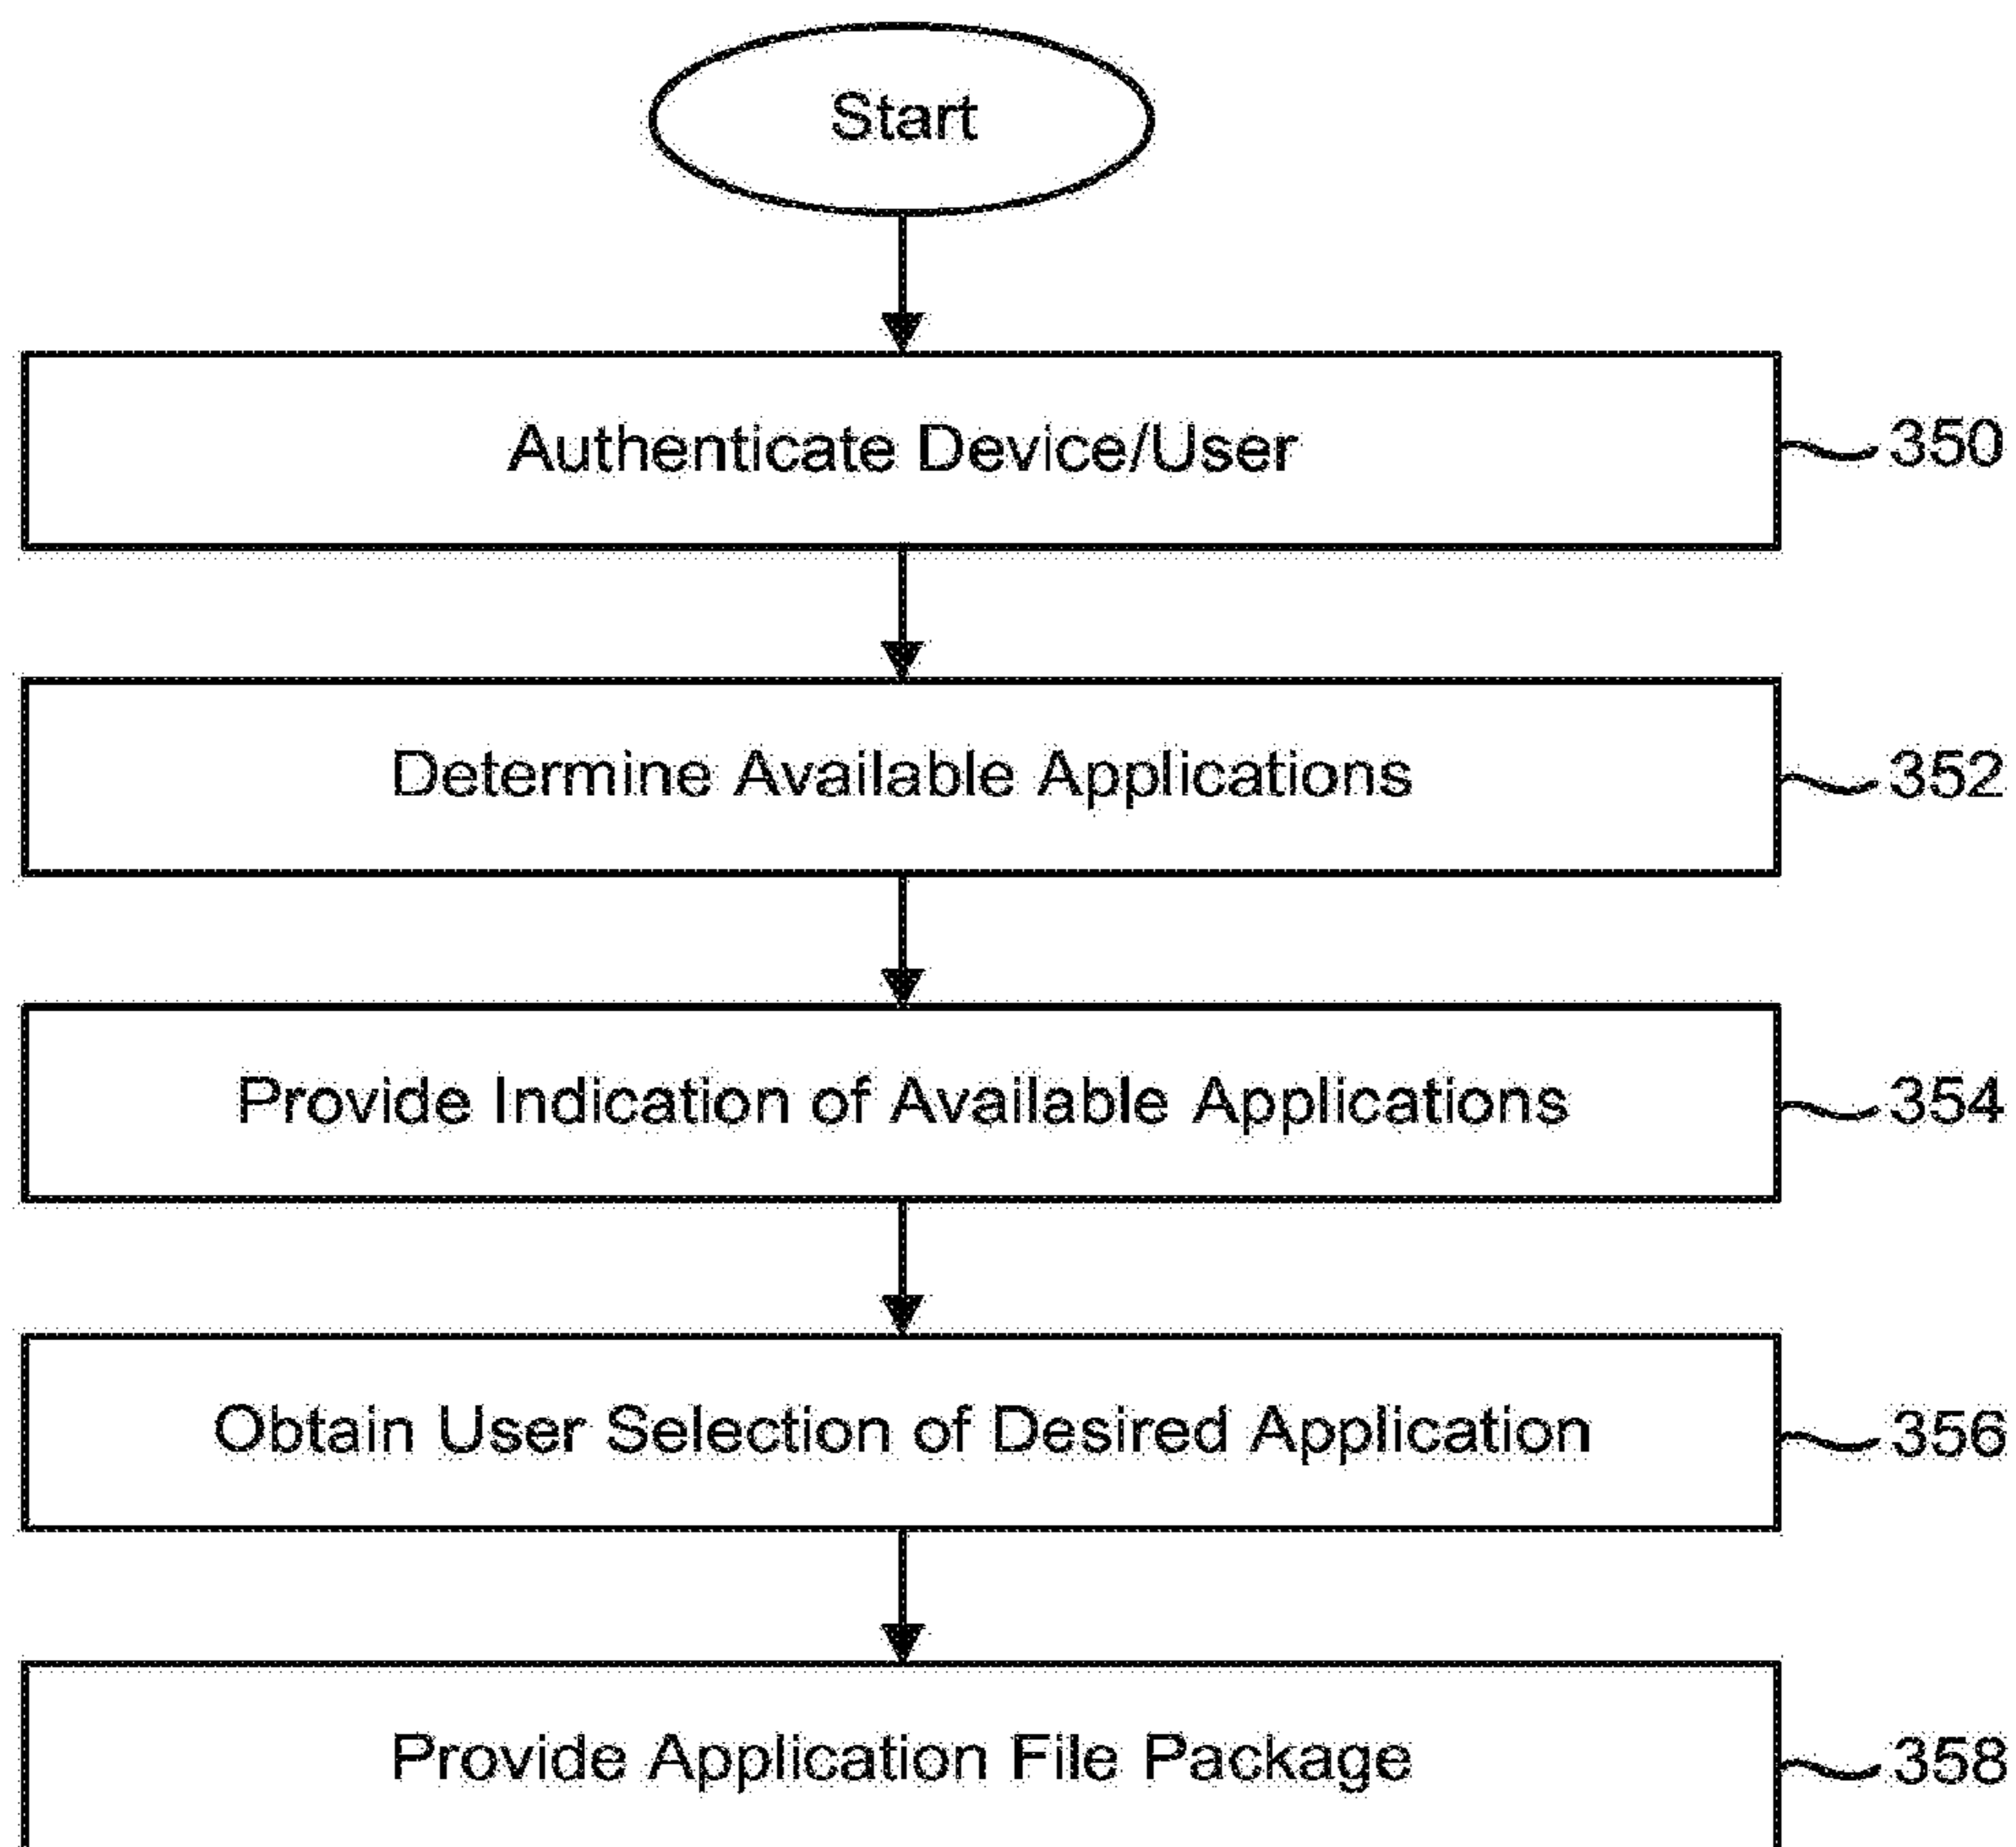 Start
Authenticate Device/User
350
Determine Available Applications
352
Provide Indication of Available Applications
354
Obtain User Selection of Desired Application
356
Provide Application File Package
358